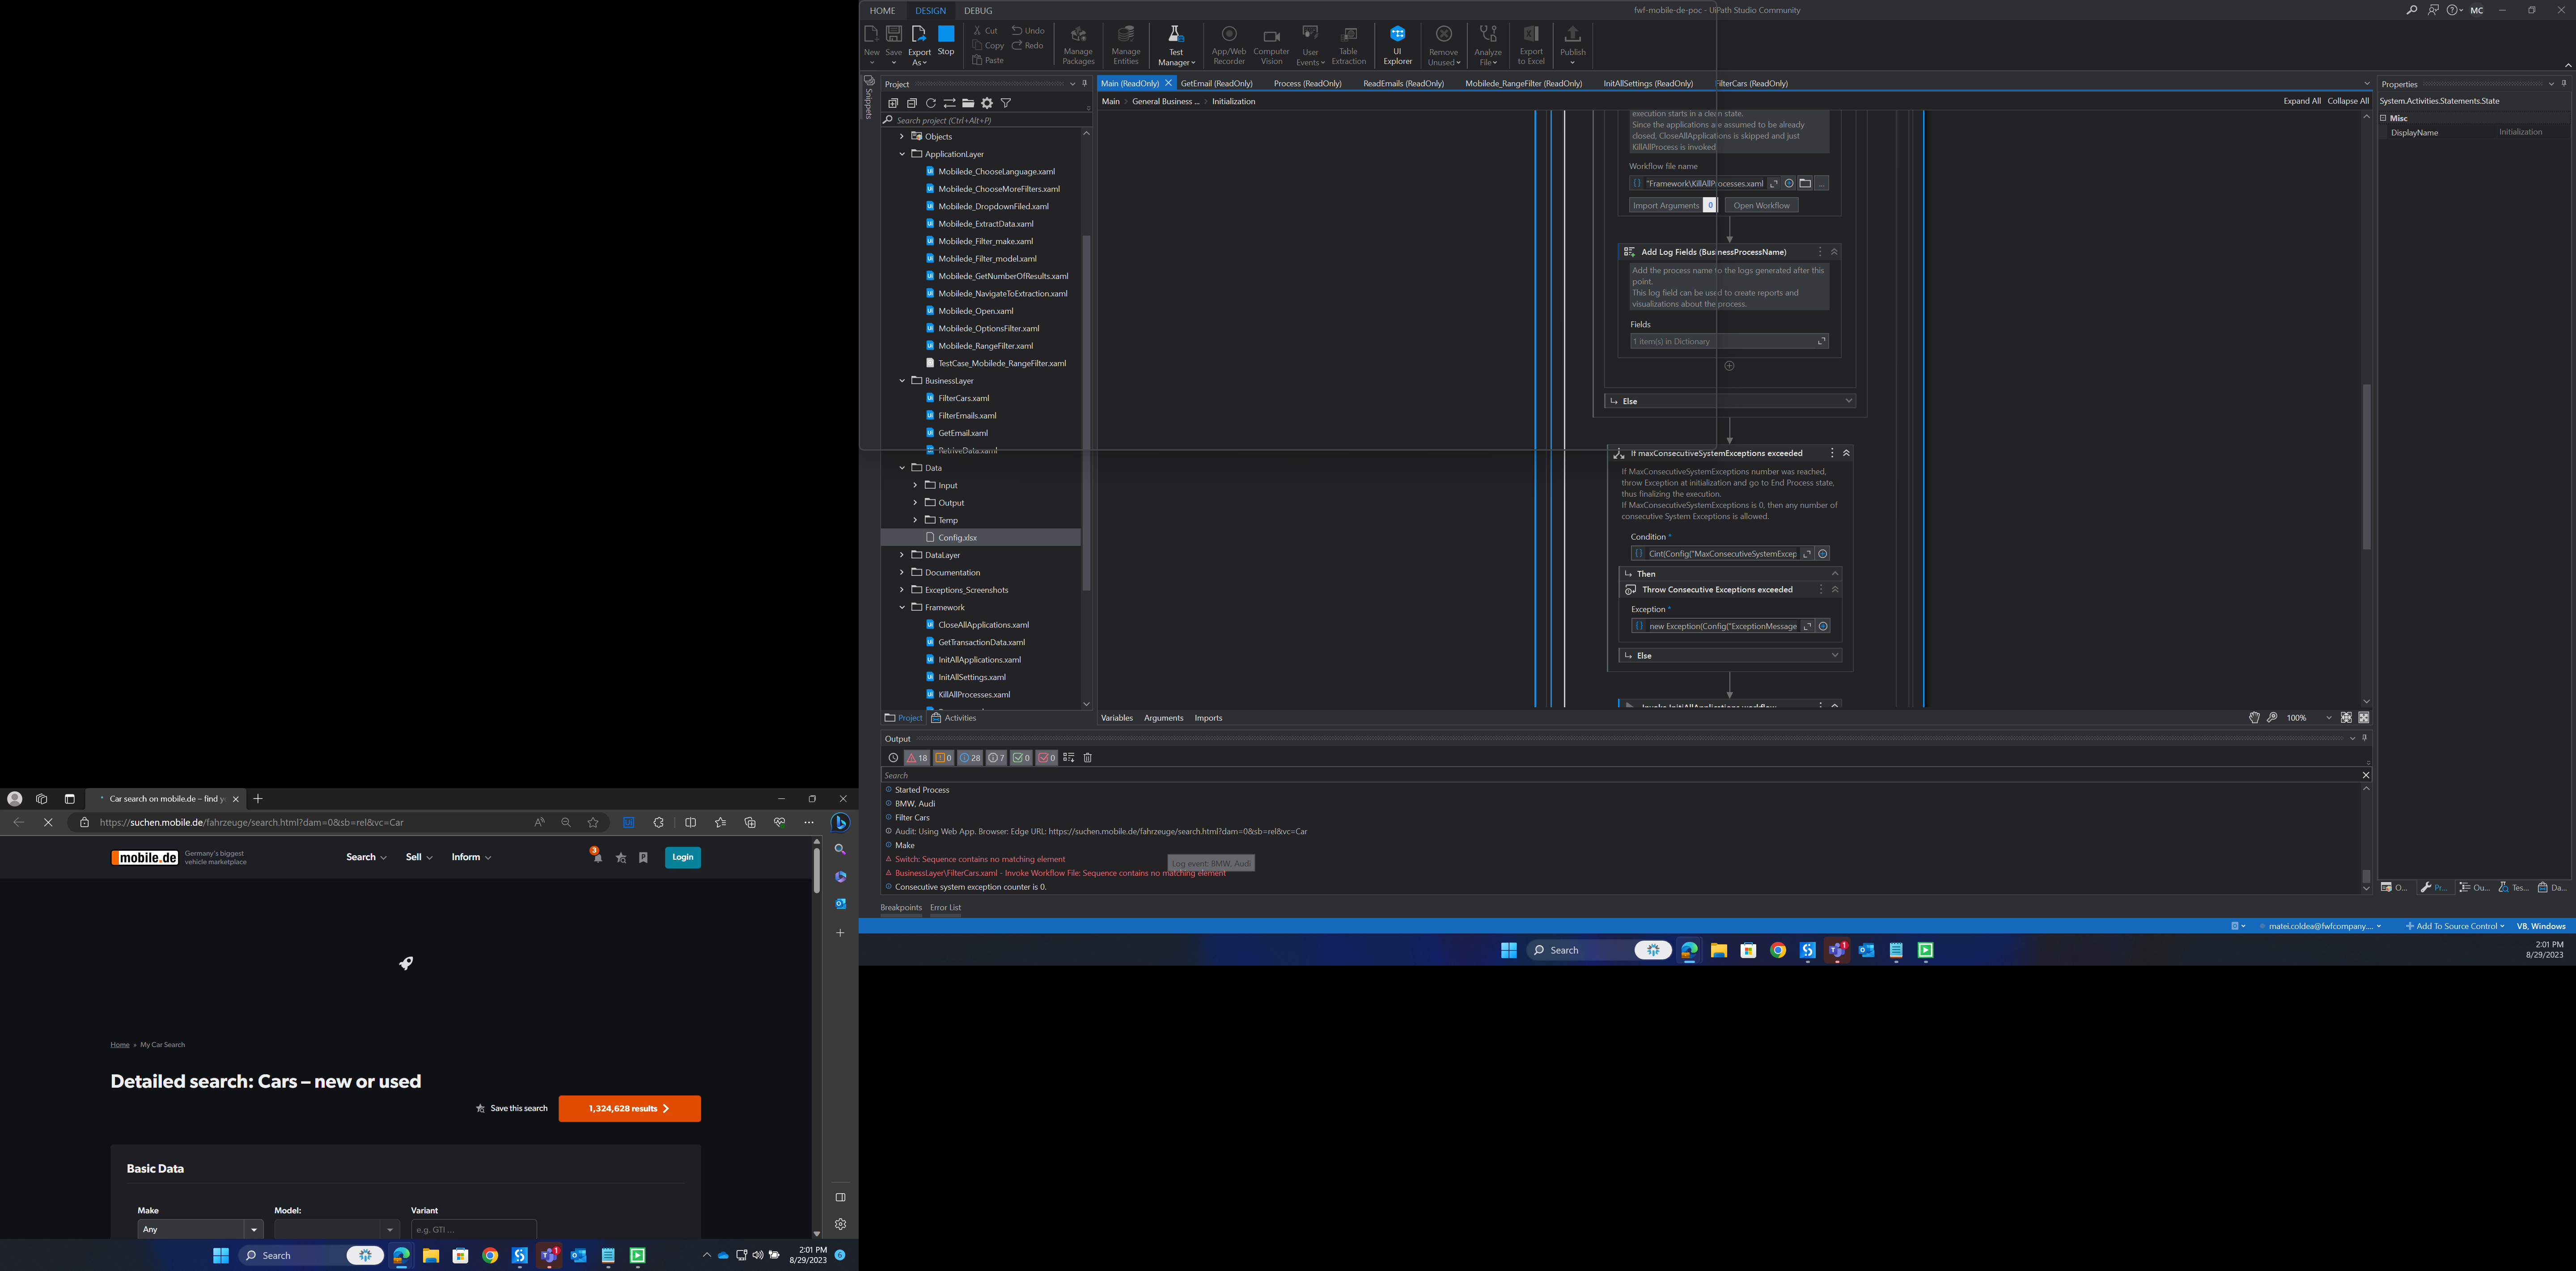 HOME
DESIGN
DEBUG
fwf-mobile-de-poc - UiPath Studio Community
MC
New
Save
Export As
Stop
Cut
Copy
Paste
Undo
Redo
Manage Packages
Manage Entities
Test Manager
App/Web Recorder
Computer Vision
User Events
Table Extraction
UI Explorer
Remove Unused
Analyze File
Export to Excel
Publish
Snippets
Project
Search project (Ctrl+Alt+P)
Objects
ApplicationLayer
Mobilede_ChooseLanguage.xaml
Mobilede_ChooseMoreFilters.xaml
Mobilede_DropdownFiled.xaml
Mobilede_ExtractData.xaml
Mobilede_Filter_make.xaml
Mobilede_Filter_model.xaml
Mobilede_GetNumberOfResults.xaml
Mobilede_NavigateToExtraction.xaml
Mobilede_Open.xaml
Mobilede_OptionsFilter.xaml
Mobilede_RangeFilter.xaml
TestCase_Mobilede_RangeFilter.xaml
BusinessLayer
FilterCars.xaml
FilterEmails.xaml
GetEmail.xaml
RetriveData.xaml
Data
Input
Output
Temp
Config.xlsx
DataLayer
Documentation
Exceptions_Screenshots
Framework
CloseAllApplications.xaml
GetTransactionData.xaml
InitAllApplications.xaml
InitAllSettings.xaml
KillAllProcesses.xaml
Project
Activities
Main (ReadOnly)
GetEmail (ReadOnly)
Process (ReadOnly)
ReadEmails (ReadOnly)
Mobilede_RangeFilter (ReadOnly)
InitAllSettings (ReadOnly)
FilterCars (ReadOnly)
Main
General Business ...
Initialization
Expand All
Collapse All
execution starts in a clean state.
Since the applications are assumed to be already
closed, CloseAllApplications is skipped and just
KillAllProcess is invoked
Workflow file name
"Framework\KillAllProcesses.xaml
Import Arguments 0
Open Workflow
Add Log Fields (BusinessProcessName)
Add the process name to the logs generated after this
point.
This log field can be used to create reports and
visualizations about the process.
Fields
1 item(s) in Dictionary
Else
If maxConsecutiveSystemExceptions exceeded
If MaxConsecutiveSystemExceptions number was reached,
throw Exception at initialization and go to End Process state,
thus finalizing the execution.
If MaxConsecutiveSystemExceptions is 0, then any number of
consecutive System Exceptions is allowed.
Condition *
Cint(Config("MaxConsecutiveSystemExcep
Then
Throw Consecutive Exceptions exceeded
Exception *
new Exception(Config("ExceptionMessage
Else
Invoke InitiAllApplications workflow
Variables
Arguments
Imports
100%
Properties
System.Activities.Statements.State
Misc
DisplayName
Initialization
Output
18
0
28
7
0
0
Search
Started Process
BMW, Audi
Filter Cars
Audit: Using Web App. Browser: Edge URL: https://suchen.mobile.de/fahrzeuge/search.html?dam=0&sb=rel&vc=Car
Make
Switch: Sequence contains no matching element
Log event: BMW, Audi
BusinessLayer\FilterCars.xaml - Invoke Workflow File: Sequence contains no matching element
Consecutive system exception counter is 0.
Breakpoints
Error List
O...
Pr...
Ou...
Tes...
Da...
matei.coldea@fwfcompany....
Add To Source Control
VB, Windows
Search
1
2:01 PM
8/29/2023
Car search on mobile.de – find y
https://suchen.mobile.de/fahrzeuge/search.html?dam=0&sb=rel&vc=Car
mobile.de
Germany's biggest
vehicle marketplace
Search
Sell
Inform
3
Login
Home » My Car Search
Detailed search: Cars – new or used
Save this search
1,324,628 results
Basic Data
Make
Model:
Variant
Any
e.g. GTI ...
Search
1
2:01 PM
8/29/2023
6